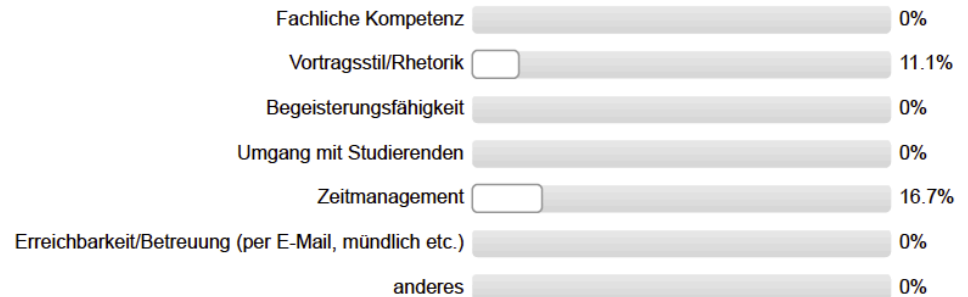 Fachliche Kompetenz 0%
Vortragsstil/Rhetorik 11.1%
Begeisterungsfähigkeit 0%
Umgang mit Studierenden 0%
Zeitmanagement 16.7%
Erreichbarkeit/Betreuung (per E-Mail, mündlich etc.) 0%
anderes 0%